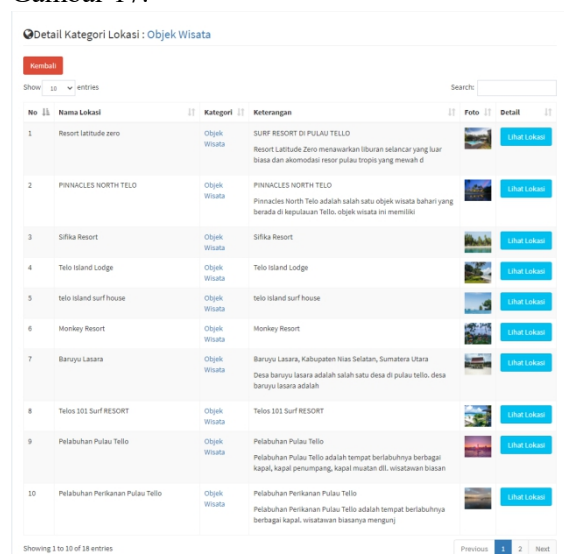 Gambar 17.
Detail Kategori Lokasi : Objek Wisata
Kembali
Show 10 entries
Search:
No Nama Lokasi Kategori Keterangan Foto Detail
1 Resort latitude zero Objek Wisata SURF RESORT DI PULAU TELLO Lihat Lokasi
Resort Latitude Zero menawarkan liburan selancar yang luar
biasa dan akomodasi resor pulau tropis yang mewah d
2 PINNACLES NORTH TELO Objek Wisata PINNACLES NORTH TELO Lihat Lokasi
Pinnacles North Telo adalah salah satu objek wisata bahari yang
berada di kepulauan Tello. objek wisata ini memiliki
3 Sifika Resort Objek Wisata Sifika Resort Lihat Lokasi
4 Telo Island Lodge Objek Wisata Telo Island Lodge Lihat Lokasi
5 telo island surf house Objek Wisata telo island surf house Lihat Lokasi
6 Monkey Resort Objek Wisata Monkey Resort Lihat Lokasi
7 Baruyu Lasara Objek Wisata Baruyu Lasara, Kabupaten Nias Selatan, Sumatera Utara Lihat Lokasi
Desa baruyu lasara adalah salah satu desa di pulau tello. desa
baruyu lasara adalah
8 Telos 101 Surf RESORT Objek Wisata Telos 101 Surf RESORT Lihat Lokasi
9 Pelabuhan Pulau Tello Objek Wisata Pelabuhan Pulau Tello Lihat Lokasi
Pelabuhan Pulau Tello adalah tempat berlabuhnya berbagai
kapal, kapal penumpang, kapal muatan dll. wisatawan biasan
10 Pelabuhan Perikanan Pulau Tello Objek Wisata Pelabuhan Perikanan Pulau Tello Lihat Lokasi
Pelabuhan Perikanan Pulau Tello adalah tempat berlabuhnya
berbagai kapal. wisatawan biasanya mengunj
Showing 1 to 10 of 18 entries
Previous 1 2 Next